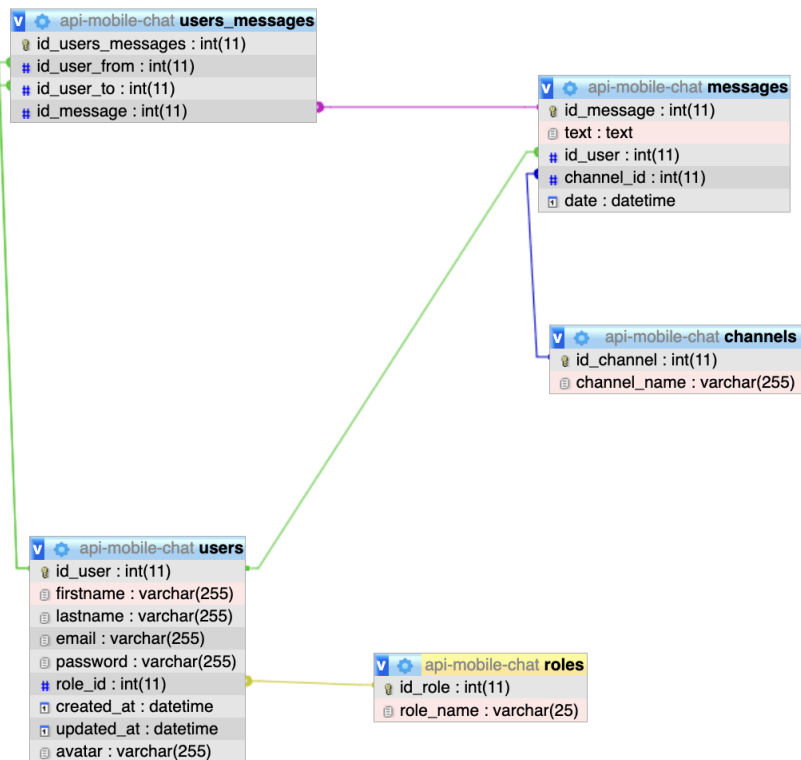 v api-mobile-chat users_messages
id_users_messages : int(11)
# id_user_from : int(11)
# id_user_to : int(11)
# id_message : int(11)
v api-mobile-chat messages
id_message : int(11)
text : text
# id_user : int(11)
# channel_id : int(11)
date : datetime
v api-mobile-chat channels
id_channel : int(11)
channel_name : varchar(255)
v api-mobile-chat users
id_user : int(11)
firstname : varchar(255)
lastname : varchar(255)
email : varchar(255)
password : varchar(255)
# role_id : int(11)
created_at : datetime
updated_at : datetime
avatar : varchar(255)
v api-mobile-chat roles
id_role : int(11)
role_name : varchar(25)